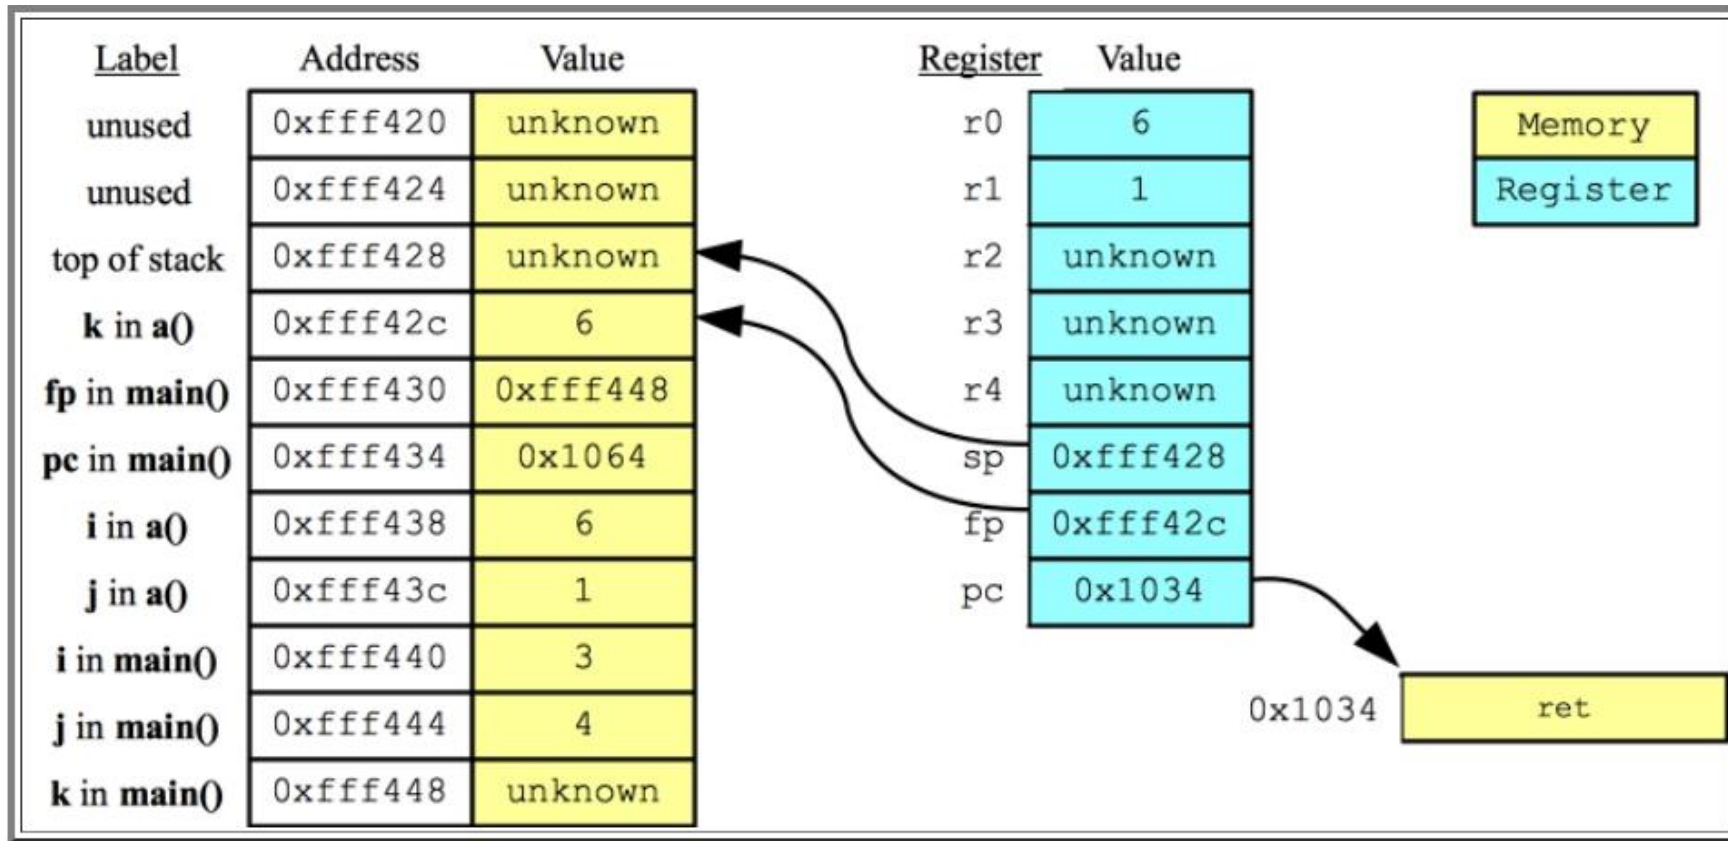 Label Address Value Register Value
unused 0xfff420 unknown r0 6 Memory
unused 0xfff424 unknown r1 1 Register
top of stack 0xfff428 unknown r2 unknown
k in a() 0xfff42c 6 r3 unknown
fp in main() 0xfff430 0xfff448 r4 unknown
pc in main() 0xfff434 0x1064 sp 0xfff428
i in a() 0xfff438 6 fp 0xfff42c
j in a() 0xfff43c 1 pc 0x1034
i in main() 0xfff440 3
j in main() 0xfff444 4 0x1034 ret
k in main() 0xfff448 unknown